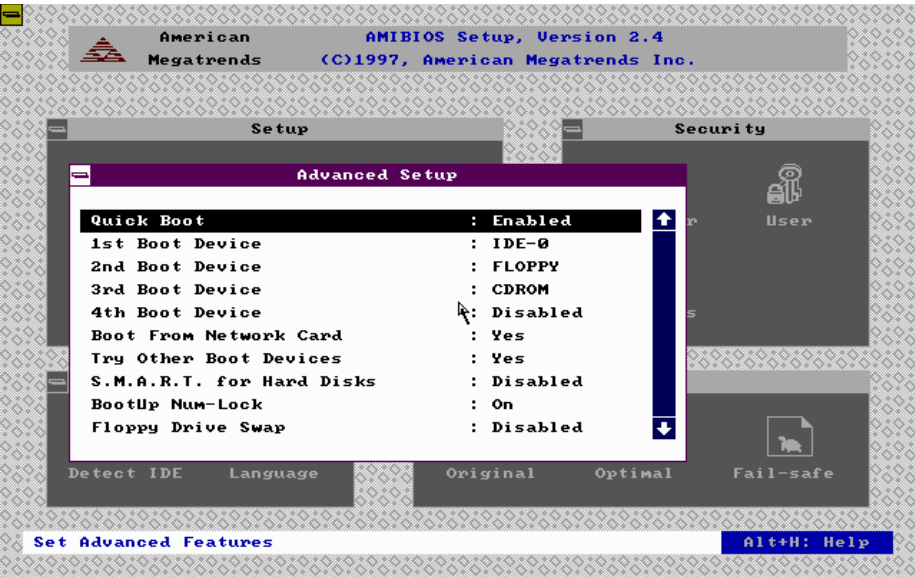 American
Megatrends
AMIBIOS Setup, Version 2.4
(C)1997, American Megatrends Inc.
Setup
Security
Advanced Setup
Quick Boot : Enabled
1st Boot Device : IDE-0
2nd Boot Device : FLOPPY
3rd Boot Device : CDROM
4th Boot Device : Disabled
Boot From Network Card : Yes
Try Other Boot Devices : Yes
S.M.A.R.T. for Hard Disks : Disabled
BootUp Num-Lock : On
Floppy Drive Swap : Disabled
User
Detect IDE
Language
Original
Optimal
Fail-safe
Set Advanced Features
Alt+H: Help